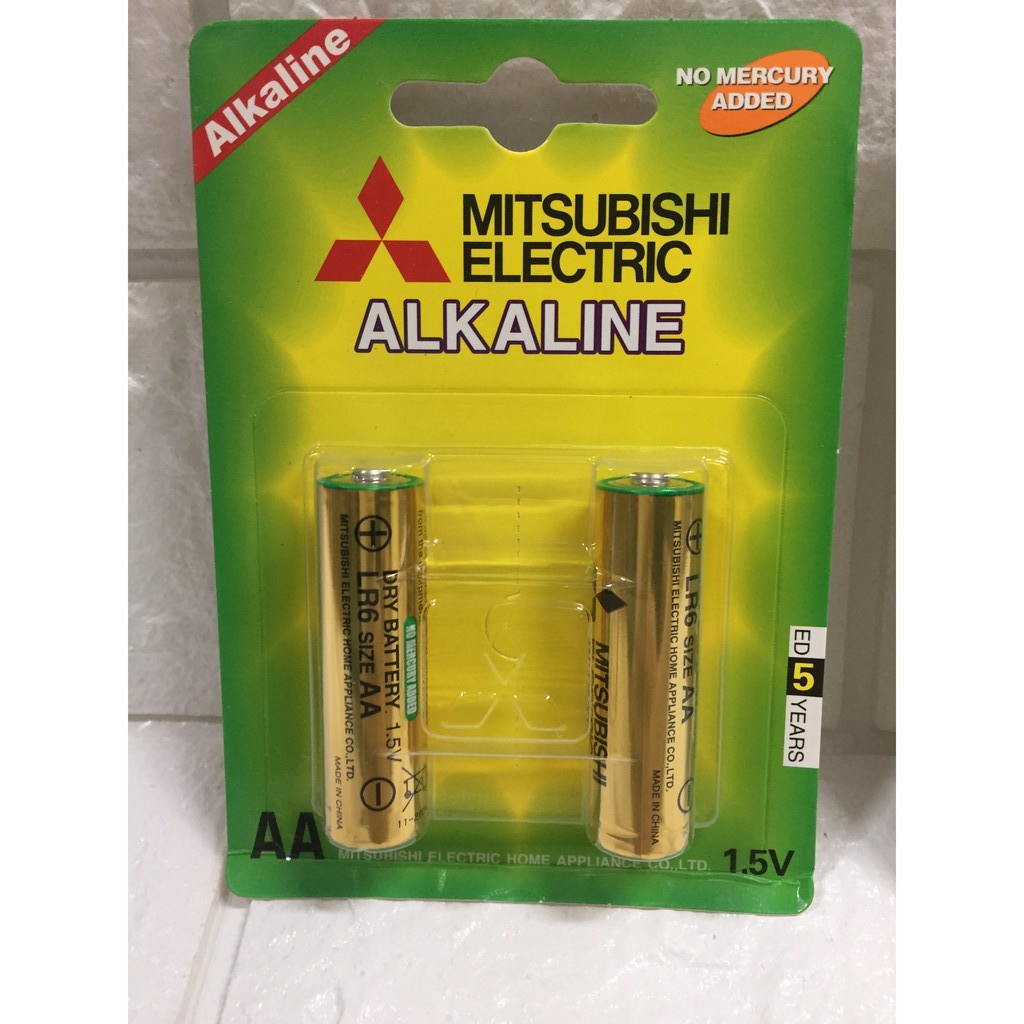 Alkaline
NO MERCURY
ADDED
MITSUBISHI
ELECTRIC
ALKALINE
from the
DRY BATTERY 1.5V
NO MERCURY ADDED
LR6 SIZE AA
MITSUBISHI ELECTRIC HOME APPLIANCE CO.,LTD.
MADE IN CHINA
MITSUBISHI
LR6 SIZE AA
MITSUBISHI ELECTRIC HOME APPLIANCE CO.,LTD.
MADE IN CHINA
ED 5 YEARS
AA
MITSUBISHI ELECTRIC HOME APPLIANCE CO.,LTD.
1.5V